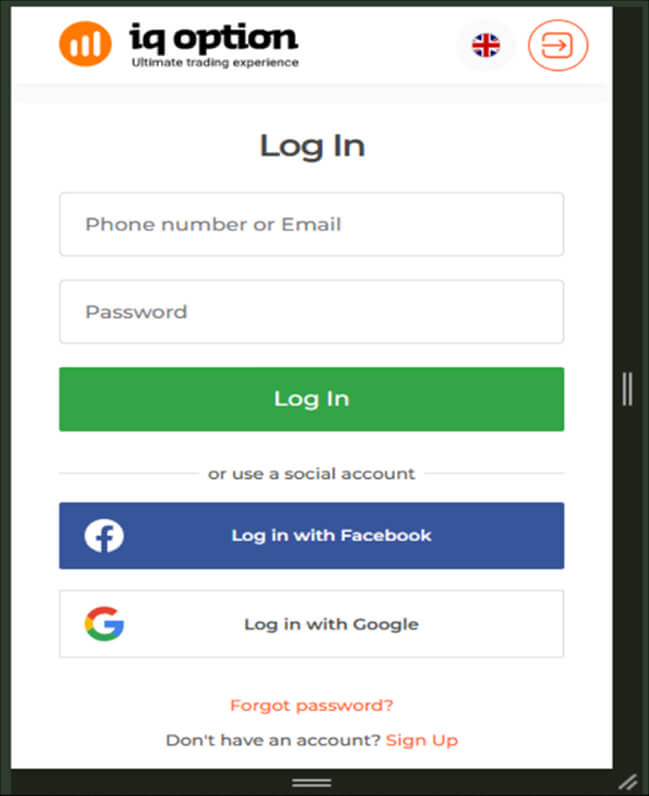 iq option
Ultimate trading experience
Log In
Phone number or Email
Password
Log In
or use a social account
Log in with Facebook
Log in with Google
Forgot password?
Don't have an account? Sign Up